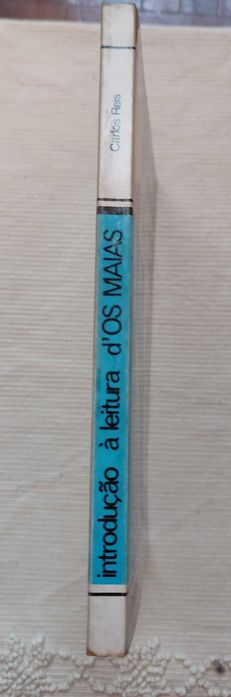 Carlos Reis
introdução à leitura d'OS MAIAS